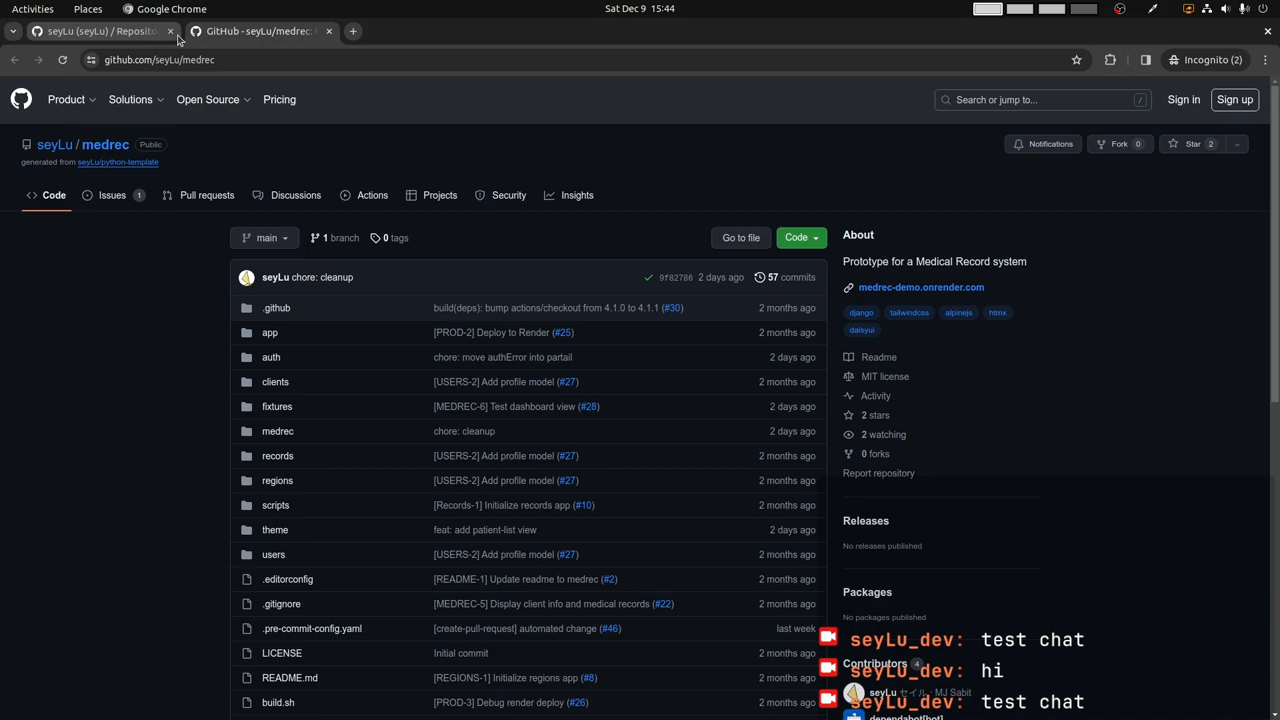 Activities Places Google Chrome Sat Dec 9 15:44
seyLu (seyLu) / Reposito GitHub - seyLu/medrec:
github.com/seyLu/medrec Incognito (2)
Product Solutions Open Source Pricing Search or jump to... / Sign in Sign up
seyLu / medrec Public Notifications Fork 0 Star 2
generated from seyLu/python-template
Code Issues 1 Pull requests Discussions Actions Projects Security Insights
main 1 branch 0 tags Go to file Code
About
Prototype for a Medical Record system
medrec-demo.onrender.com
django tailwindcss alpinejs htmx
daisyui
Readme
MIT license
Activity
2 stars
2 watching
0 forks
Report repository
Releases
No releases published
Packages
No packages published
Contributors 4
seyLu セイル · MJ Sabit
dependabot[bot]
seyLu chore: cleanup 9f82786 2 days ago 57 commits
.github build(deps): bump actions/checkout from 4.1.0 to 4.1.1 (#30) 2 months ago
app [PROD-2] Deploy to Render (#25) 2 months ago
auth chore: move authError into partail 2 days ago
clients [USERS-2] Add profile model (#27) 2 months ago
fixtures [MEDREC-6] Test dashboard view (#28) 2 days ago
medrec chore: cleanup 2 days ago
records [USERS-2] Add profile model (#27) 2 months ago
regions [USERS-2] Add profile model (#27) 2 months ago
scripts [Records-1] Initialize records app (#10) 2 months ago
theme feat: add patient-list view 2 days ago
users [USERS-2] Add profile model (#27) 2 months ago
.editorconfig [README-1] Update readme to medrec (#2) 2 months ago
.gitignore [MEDREC-5] Display client info and medical records (#22) 2 months ago
.pre-commit-config.yaml [create-pull-request] automated change (#46) last week
LICENSE Initial commit 2 months ago
README.md [REGIONS-1] Initialize regions app (#8) 2 months ago
build.sh [PROD-3] Debug render deploy (#26) 2 months ago
seyLu_dev: test chat
seyLu_dev: hi
seyLu_dev: test chat